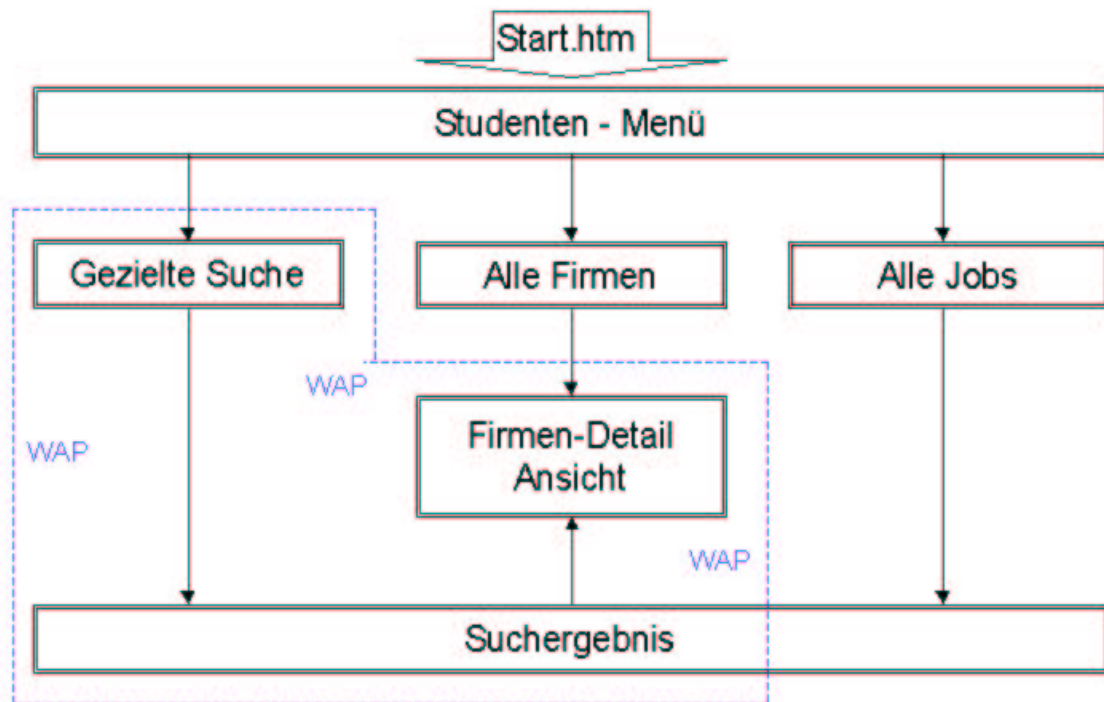 Start.htm
Studenten - Menü
Gezielte Suche
Alle Firmen
Alle Jobs
WAP
Firmen-Detail
Ansicht
WAP
WAP
Suchergebnis